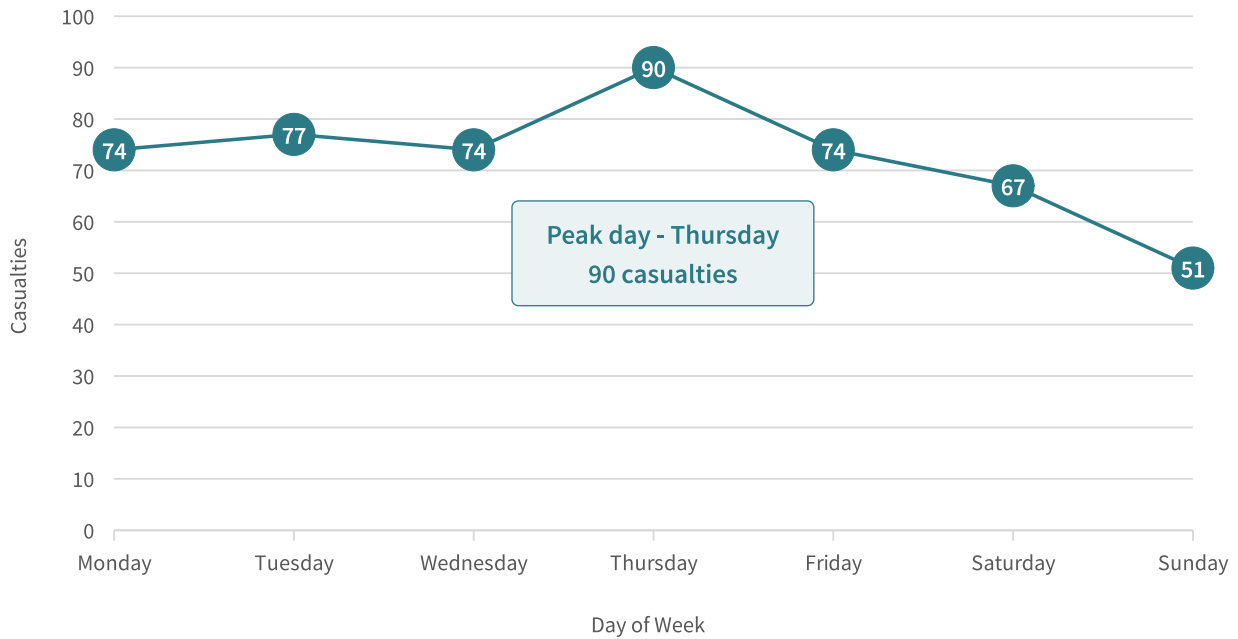 100
90
80
70
60
50
40
30
20
10
0
Casualties
74
77
74
90
74
67
51
Peak day - Thursday
90 casualties
Monday
Tuesday
Wednesday
Thursday
Friday
Saturday
Sunday
Day of Week